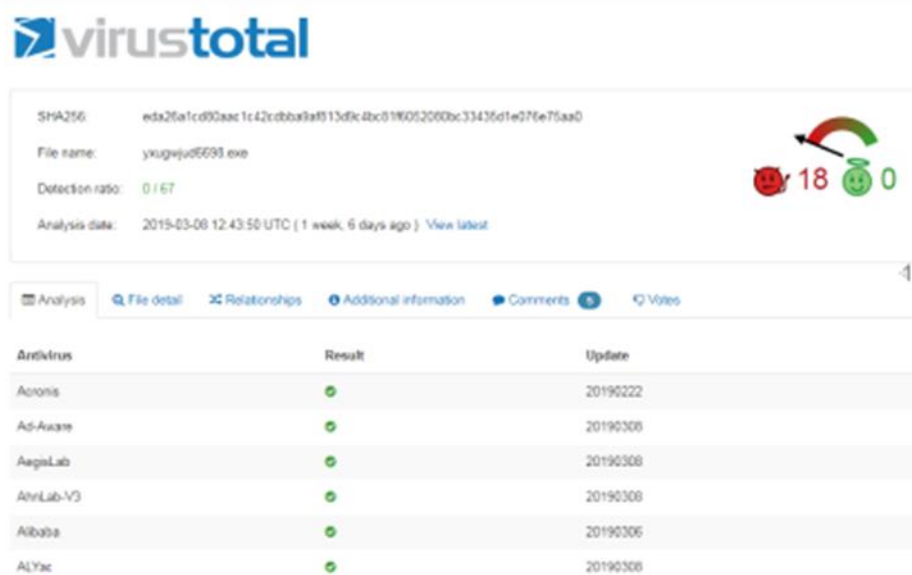 virustotal
SHA256:
File name: yxugwjud6698.exe
Detection ratio: 0 / 67
18 0
Analysis date: 2019-03-08 12:43:50 UTC ( 1 week, 6 days ago ) View latest
Analysis File detail Relationships Additional information Comments 5 Votes
Antivirus Result Update
Acronis 20190222
Ad-Aware 20190308
AegisLab 20190308
AhnLab-V3 20190308
Alibaba 20190306
ALYac 20190308